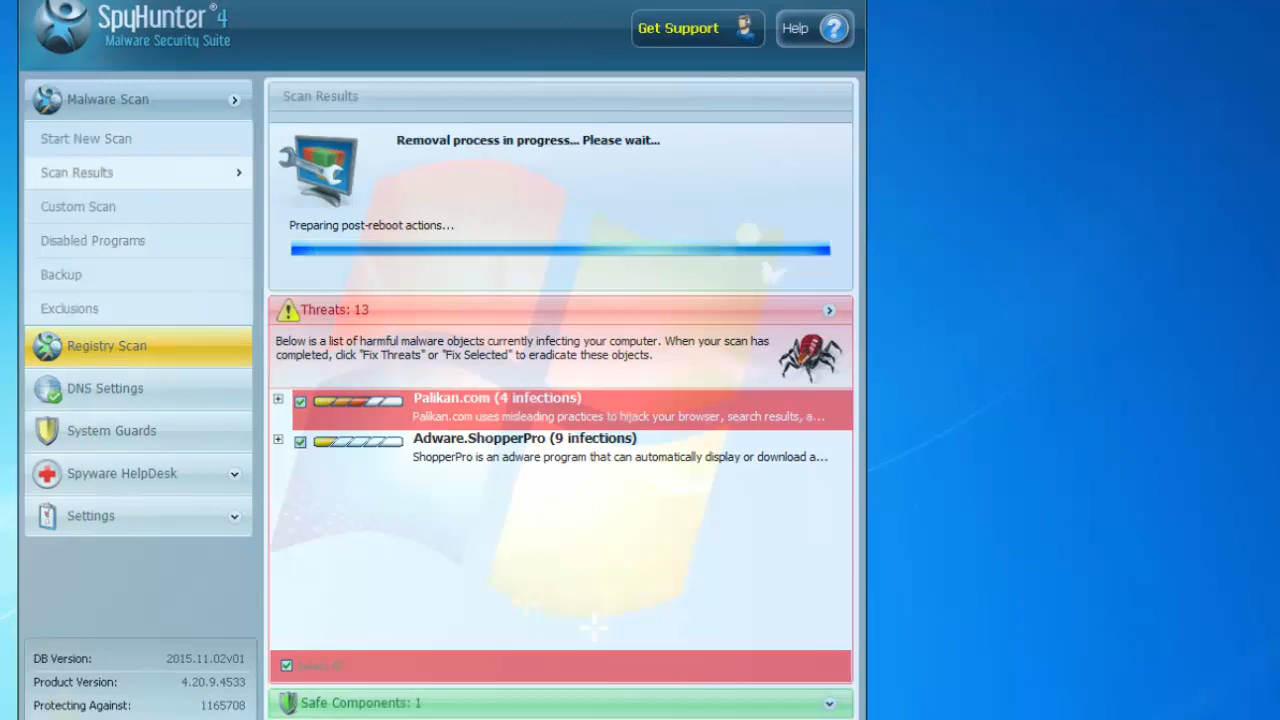 SpyHunter®4
Malware Security Suite
Get Support
Help
Malware Scan
Start New Scan
Scan Results
Custom Scan
Disabled Programs
Backup
Exclusions
Registry Scan
DNS Settings
System Guards
Spyware HelpDesk
Settings
DB Version: 2015.11.02v01
Product Version: 4.20.9.4533
Protecting Against: 1165708
Scan Results
Removal process in progress... Please wait...
Preparing post-reboot actions...
Threats: 13
Below is a list of harmful malware objects currently infecting your computer. When your scan has
completed, click "Fix Threats" or "Fix Selected" to eradicate these objects.
Palikan.com (4 infections)
Palikan.com uses misleading practices to hijack your browser, search results, a...
Adware.ShopperPro (9 infections)
ShopperPro is an adware program that can automatically display or download a...
Select All
Safe Components: 1